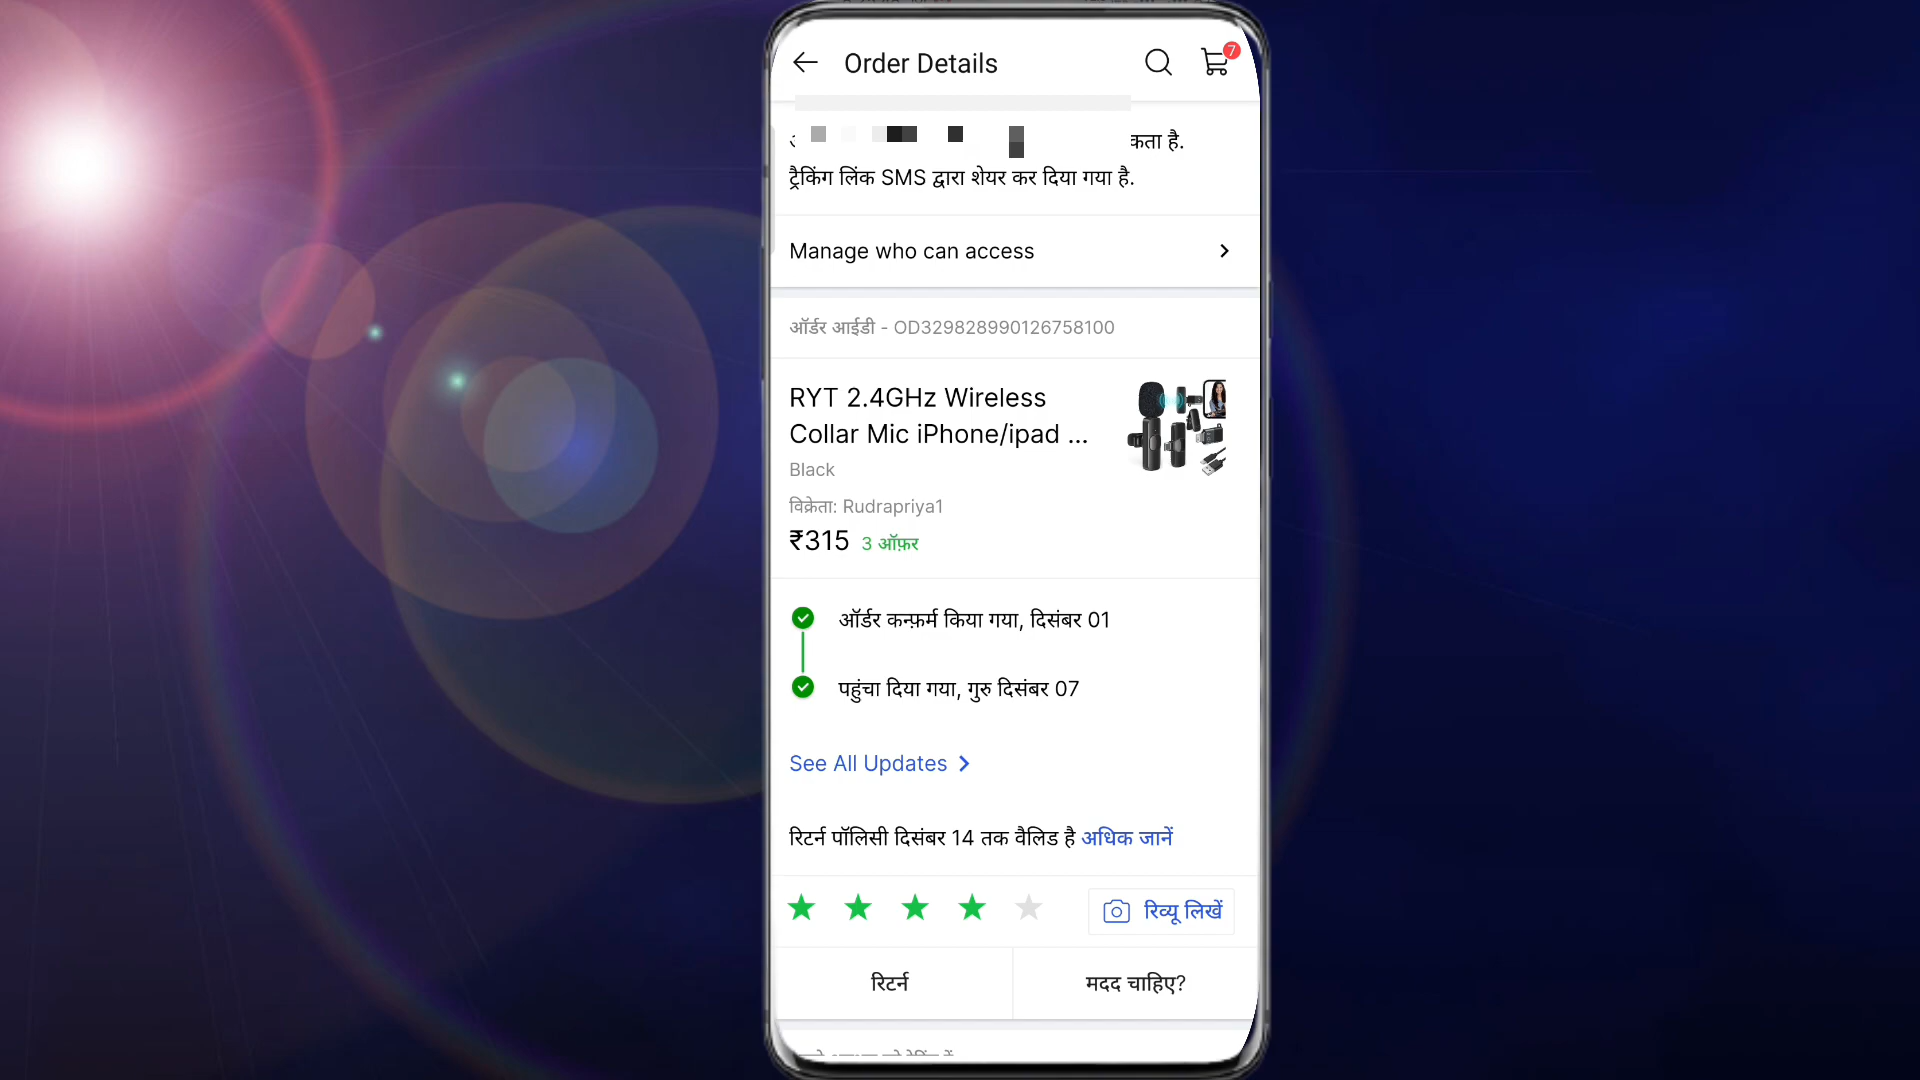 Order Details
7
कता है.
ट्रैकिंग लिंक SMS द्वारा शेयर कर दिया गया है.
Manage who can access
ऑर्डर आईडी - OD329828990126758100
RYT 2.4GHz Wireless
Collar Mic iPhone/ipad ...
Black
विक्रेता: Rudrapriya1
₹315 3 ऑफ़र
ऑर्डर कन्फ़र्म किया गया, दिसंबर 01
पहुंचा दिया गया, गुरु दिसंबर 07
See All Updates
रिटर्न पॉलिसी दिसंबर 14 तक वैलिड है अधिक जानें
रिव्यू लिखें
रिटर्न
मदद चाहिए?